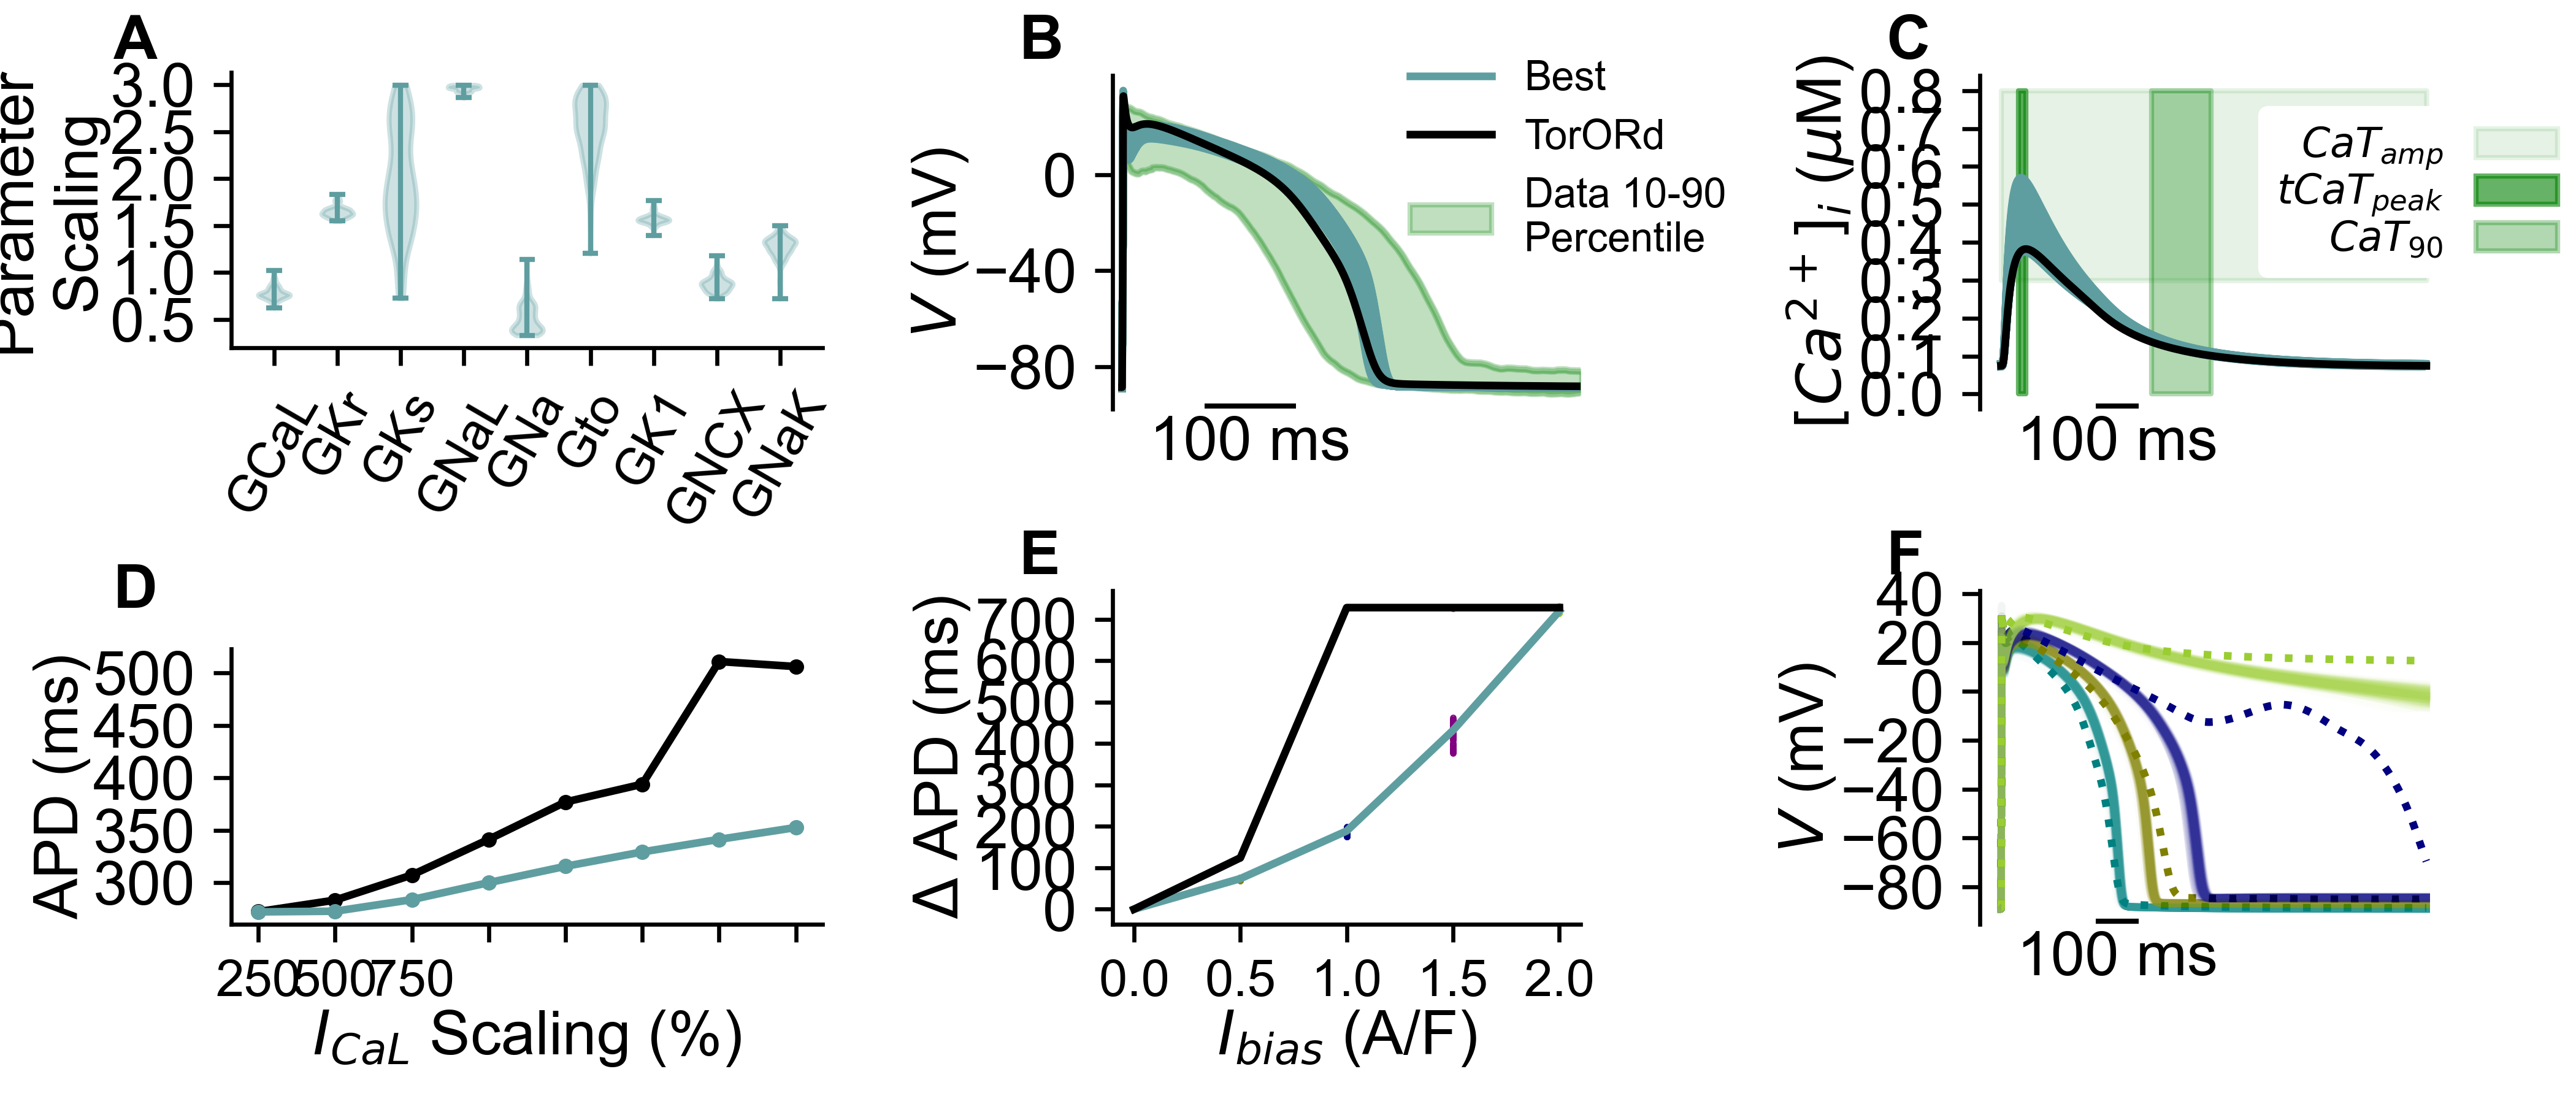 A
Parameter
Scaling
3.0
2.5
2.0
1.5
1.0
0.5
GCaL
GKr
GKs
GNaL
GNa
Gto
GK1
GNCX
GNaK
B
V (mV)
0
−40
−80
100 ms
Best
TorORd
Data 10-90
Percentile
C
[Ca²⁺]ᵢ (μM)
0.8
0.7
0.6
0.5
0.4
0.3
0.2
0.1
0.0
CaT_amp
tCaT_peak
CaT₉₀
100 ms
D
APD (ms)
500
450
400
350
300
250
500
750
I_CaL Scaling (%)
E
Δ APD (ms)
700
600
500
400
300
200
100
0
0.0 0.5 1.0 1.5 2.0
I_bias (A/F)
F
V (mV)
40
20
0
−20
−40
−60
−80
100 ms